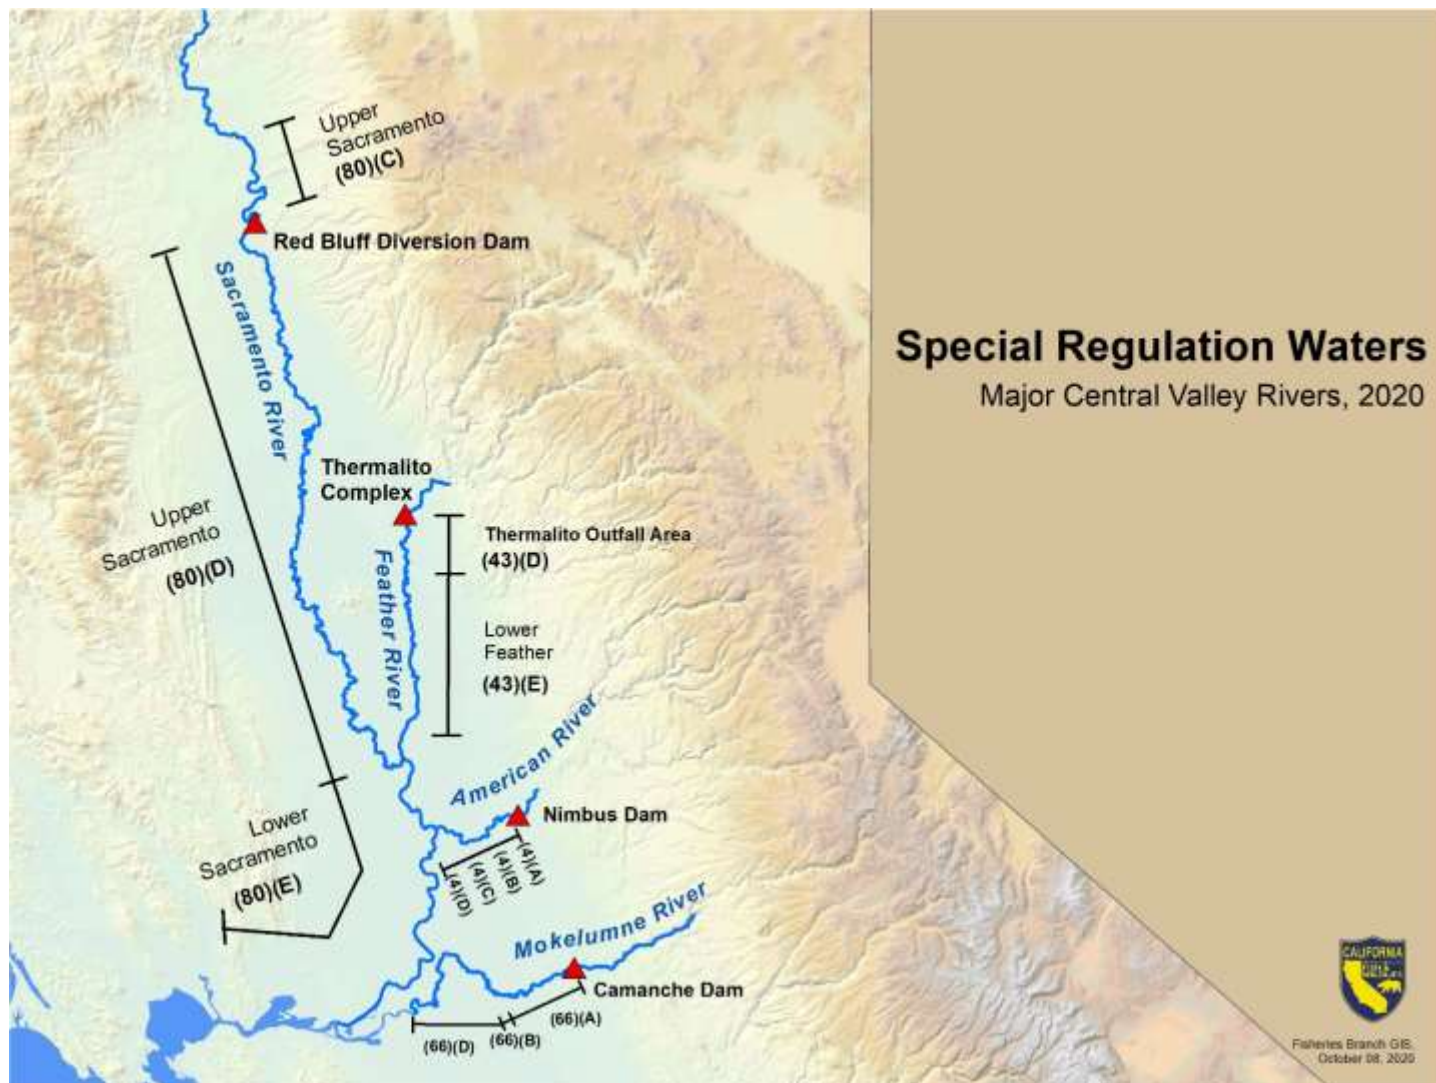 Special Regulation Waters
Major Central Valley Rivers, 2020
Upper
Sacramento
(80)(C)
Red Bluff Diversion Dam
Sacramento River
Upper
Sacramento
(80)(D)
Thermalito
Complex
Thermalito Outfall Area
(43)(D)
Feather River
Lower
Feather
(43)(E)
American River
Nimbus Dam
Lower
Sacramento
(80)(E)
(4)(A)
(4)(B)
(4)(C)
(4)(D)
Mokelumne River
Camanche Dam
(66)(A)
(66)(B)
(66)(D)
CALIFORNIA
Fisheries Branch GIS,
October 08, 2020